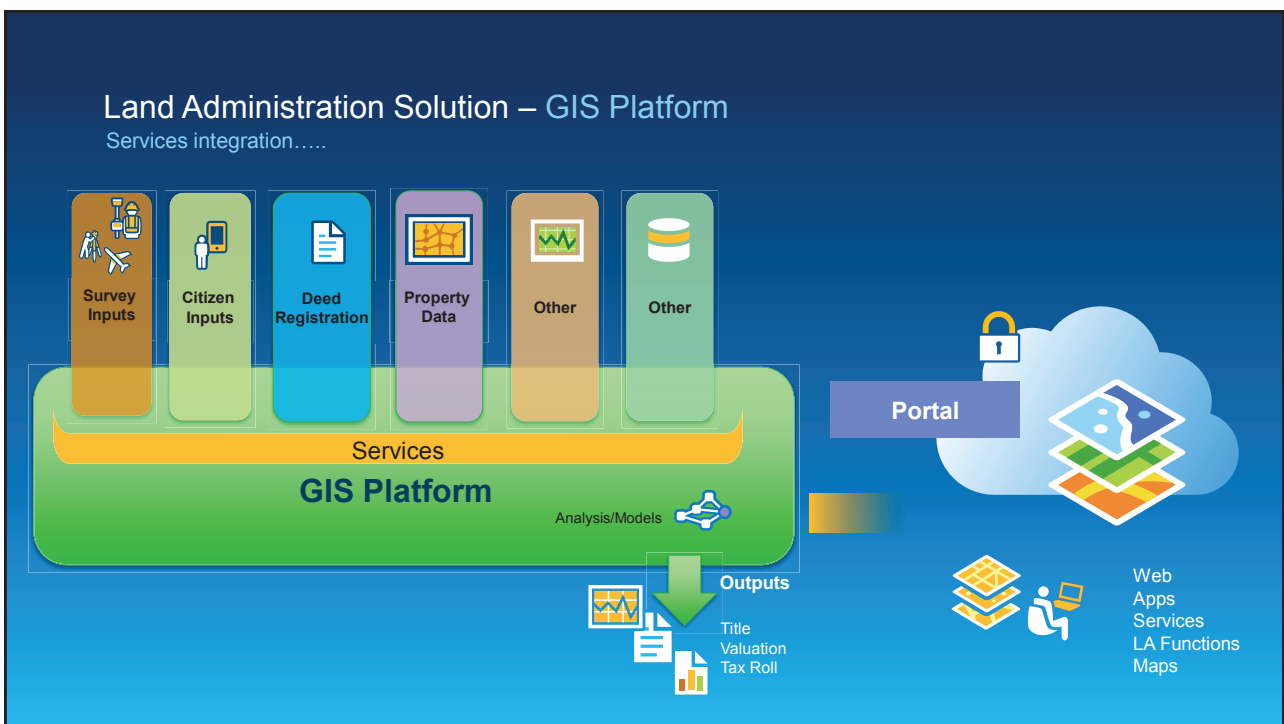 Land Administration Solution – GIS Platform
Services integration…..
Survey
Inputs
Citizen
Inputs
Deed
Registration
Property
Data
Other
Other
Services
GIS Platform
Analysis/Models
Outputs
Title
Valuation
Tax Roll
Portal
Web
Apps
Services
LA Functions
Maps